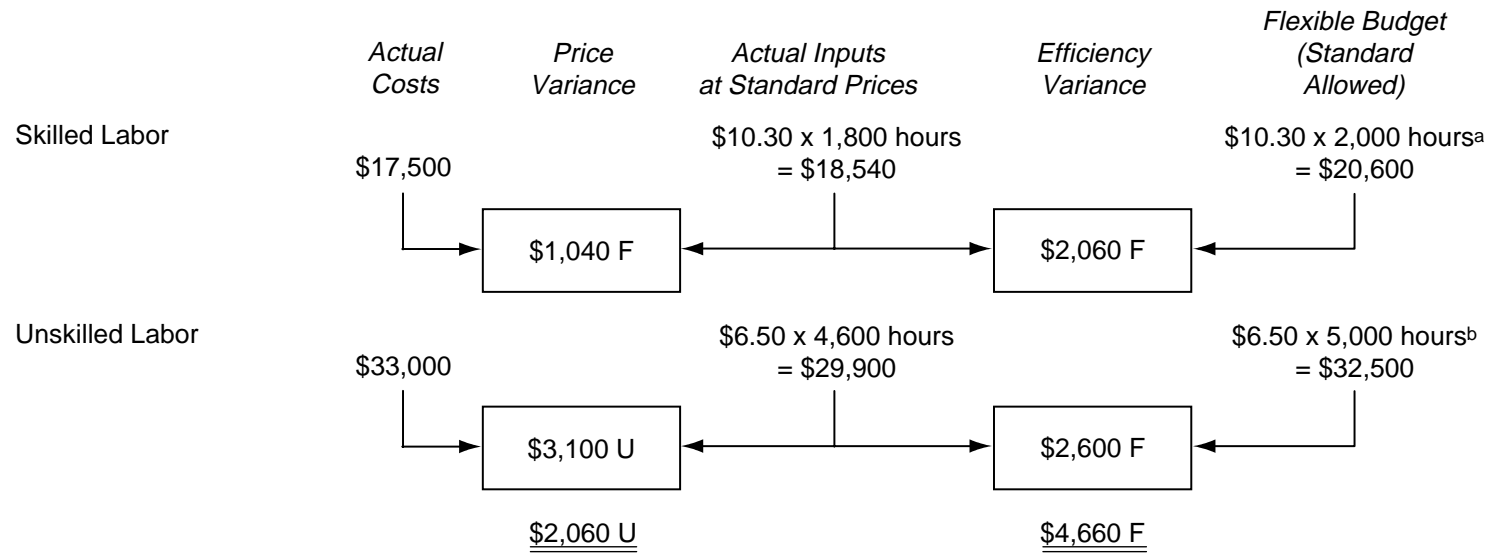 Actual Costs
Price Variance
Actual Inputs at Standard Prices
Efficiency Variance
Flexible Budget (Standard Allowed)
Skilled Labor
$17,500
$10.30 x 1,800 hours
= $18,540
$10.30 x 2,000 hoursa
= $20,600
$1,040 F
$2,060 F
Unskilled Labor
$33,000
$6.50 x 4,600 hours
= $29,900
$6.50 x 5,000 hoursb
= $32,500
$3,100 U
$2,600 F
$2,060 U
$4,660 F